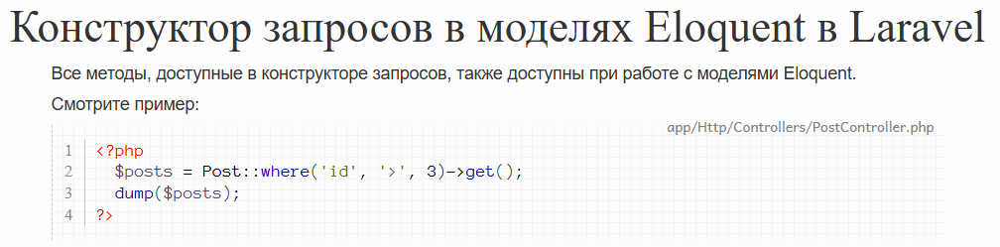 Конструктор запросов в моделях Eloquent в Laravel
Все методы, доступные в конструкторе запросов, также доступны при работе с моделями Eloquent.
Смотрите пример:
app/Http/Controllers/PostController.php
1 <?php
2 $posts = Post::where('id', '>', 3)->get();
3 dump($posts);
4 ?>